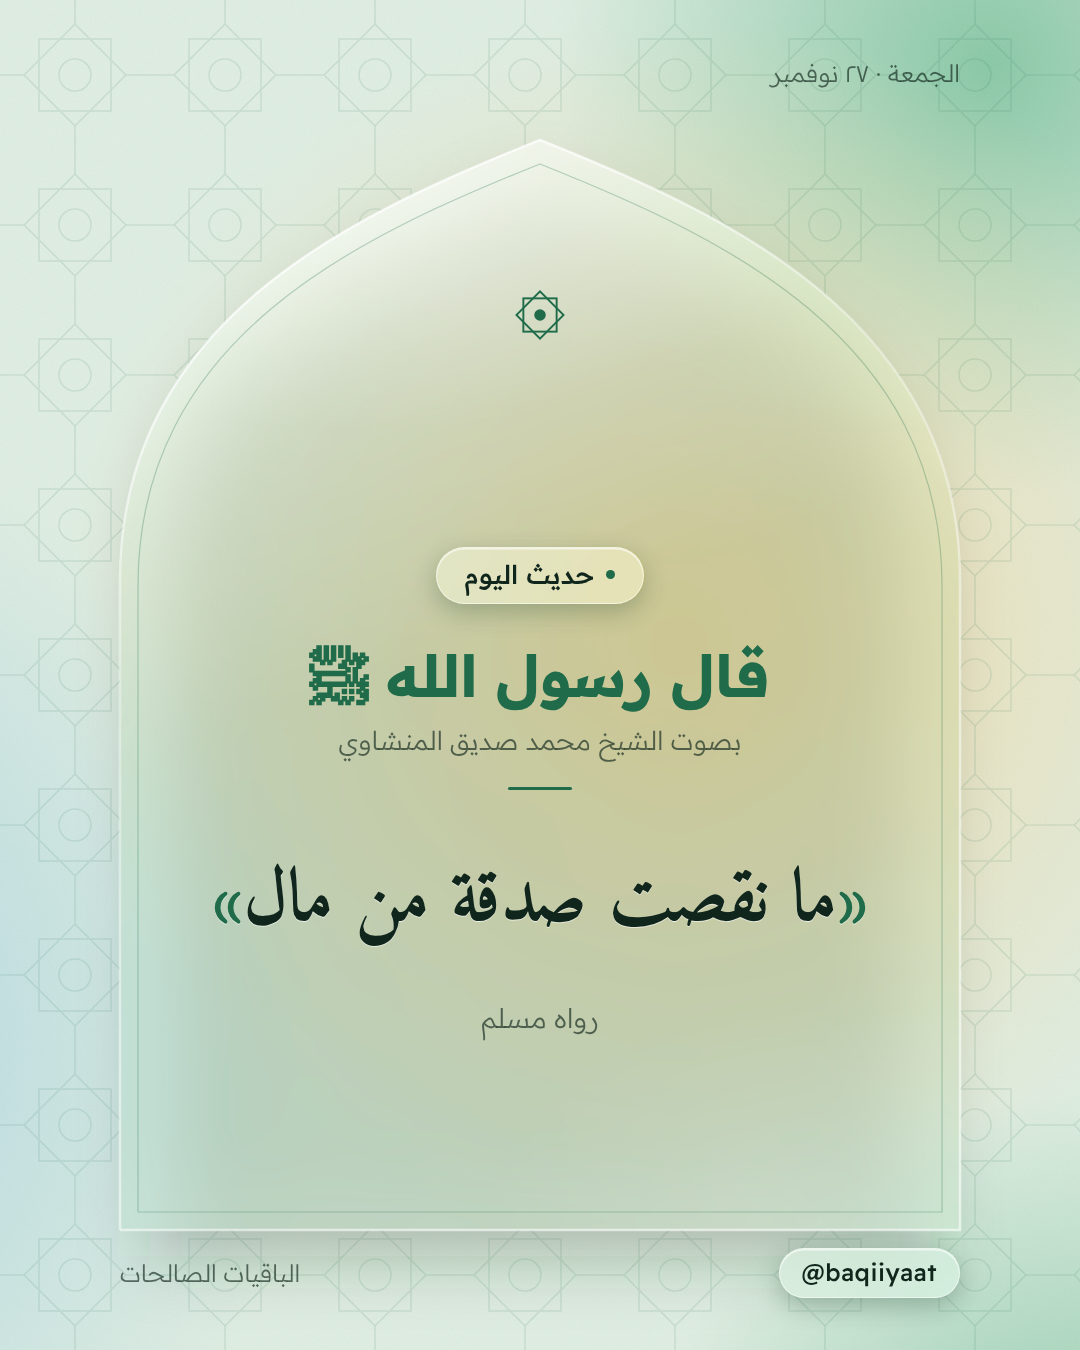 الجمعة · ٢٧ نوفمبر
حديث اليوم
قال رسول الله ﷺ
بصوت الشيخ محمد صديق المنشاوي
«ما نقصت صدقة من مال»
رواه مسلم
@baqiiyaat
الباقيات الصالحات